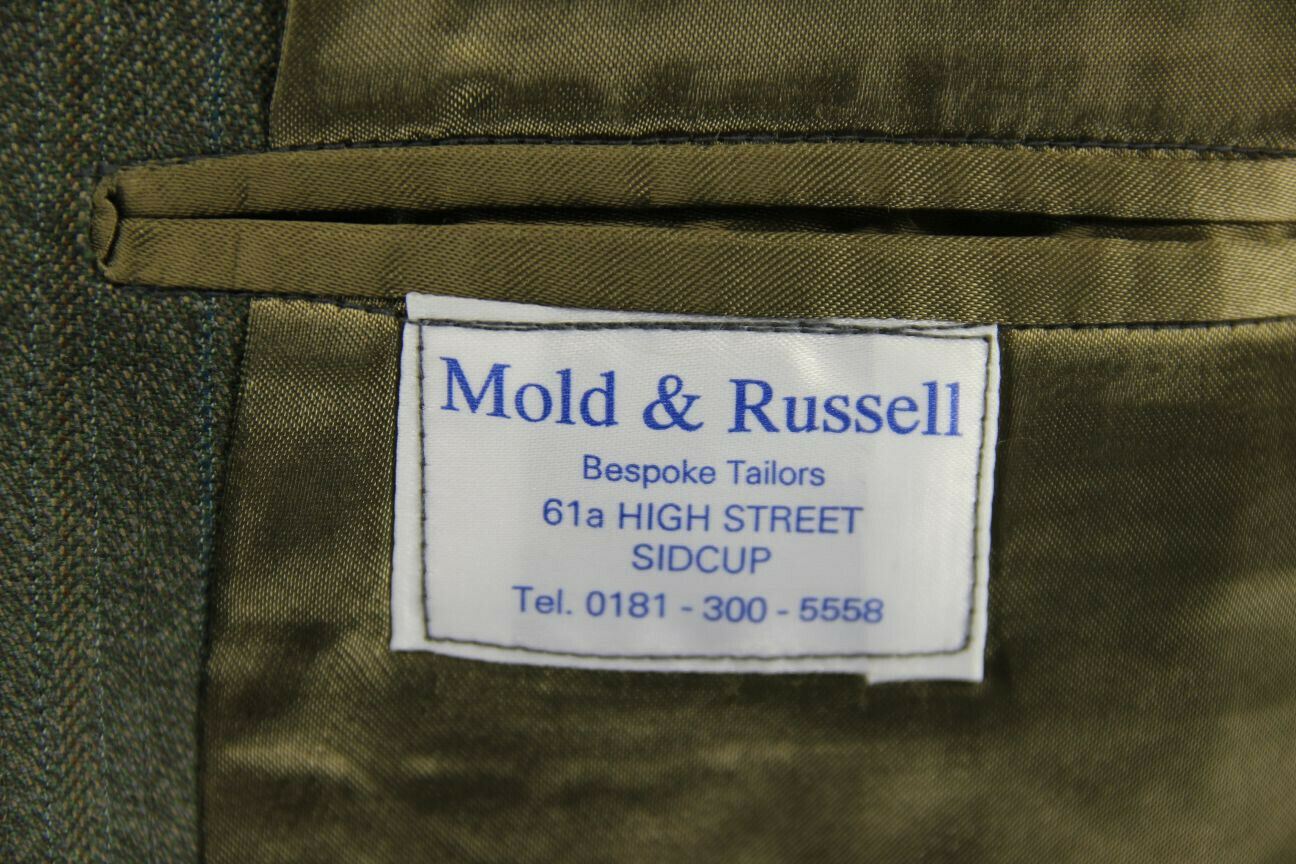 Mold & Russell
Bespoke Tailors
61a HIGH STREET
SIDCUP
Tel. 0181 - 300 - 5558